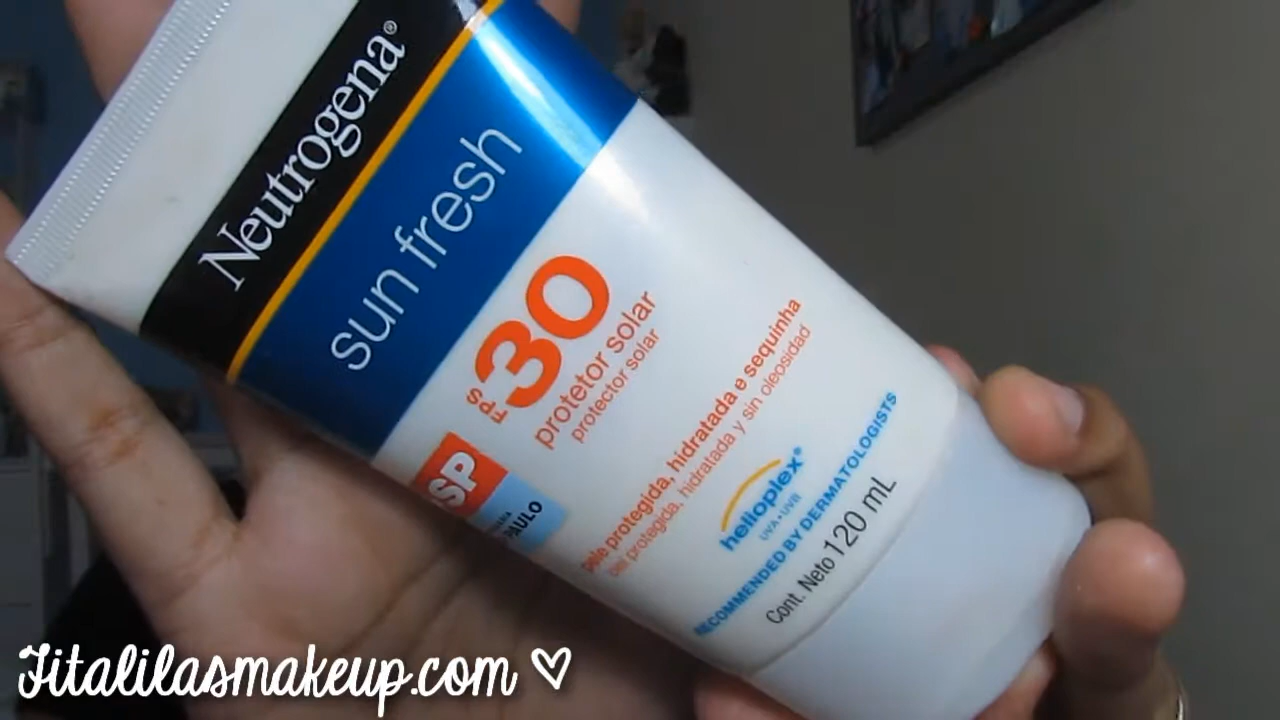 Neutrogena®
sun fresh
F.P.S
30
protetor solar
protector solar
pele protegida, hidratada e sequinha
piel protegida, hidratada y sin oleosidad
helioplex®
UVA • UVB
RECOMMENDED BY DERMATOLOGISTS
Cont. Neto 120 mL
SP
PAULO
Fitalilasmakeup.com ♡